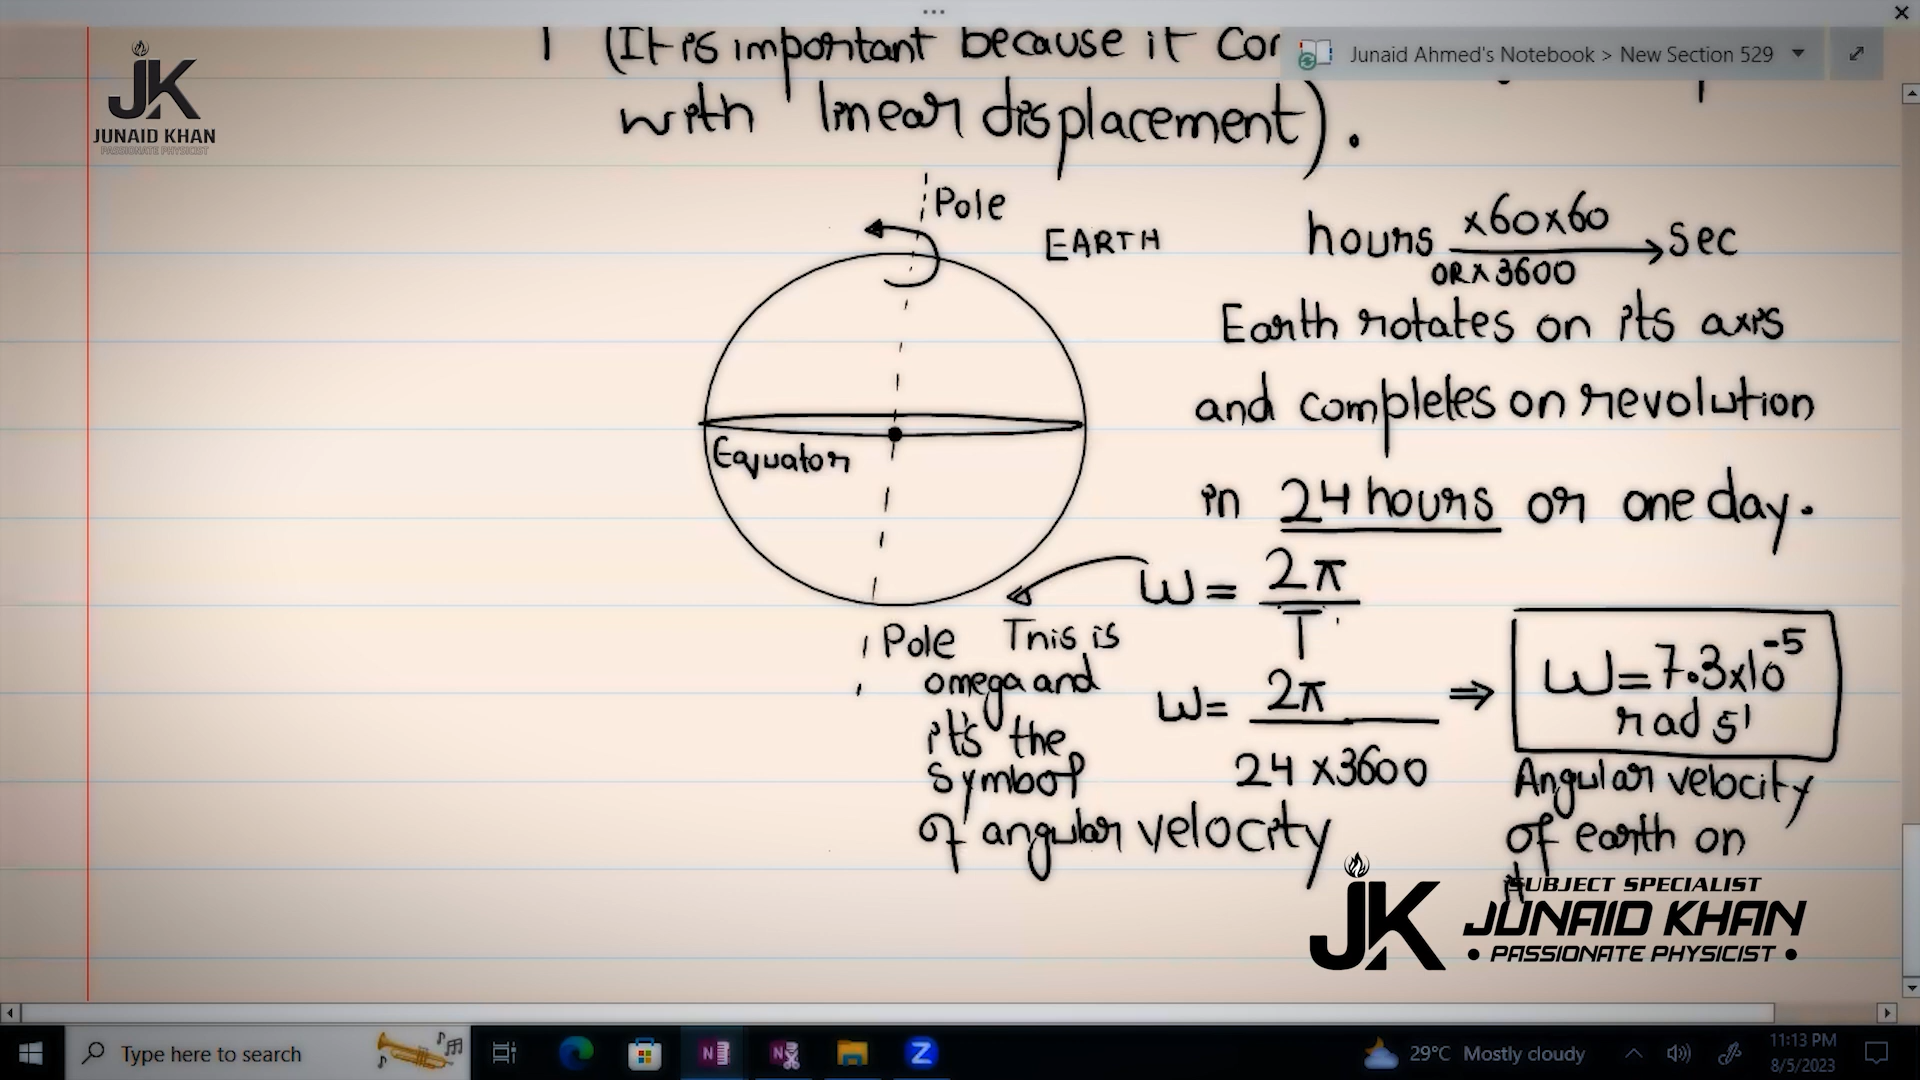 (It is important because it Cor
Junaid Ahmed's Notebook > New Section 529
with linear displacement).
JK
JUNAID KHAN
PASSIONATE PHYSICIST
Pole
EARTH
hours x60x60 → sec
OR x 3600
Earth rotates on its axis
and completes on revolution
in 24 hours or one day.
Equator
Pole
ω = 2π / T
This is
omega and
it's the
symbol
of angular velocity
ω = 2π / 24 x3600 ⇒
ω = 7.3x10⁻⁵
rad s⁻¹
Angular velocity
of earth on
SUBJECT SPECIALIST
JK JUNAID KHAN
• PASSIONATE PHYSICIST •
Type here to search
29°C Mostly cloudy
11:13 PM
8/5/2023